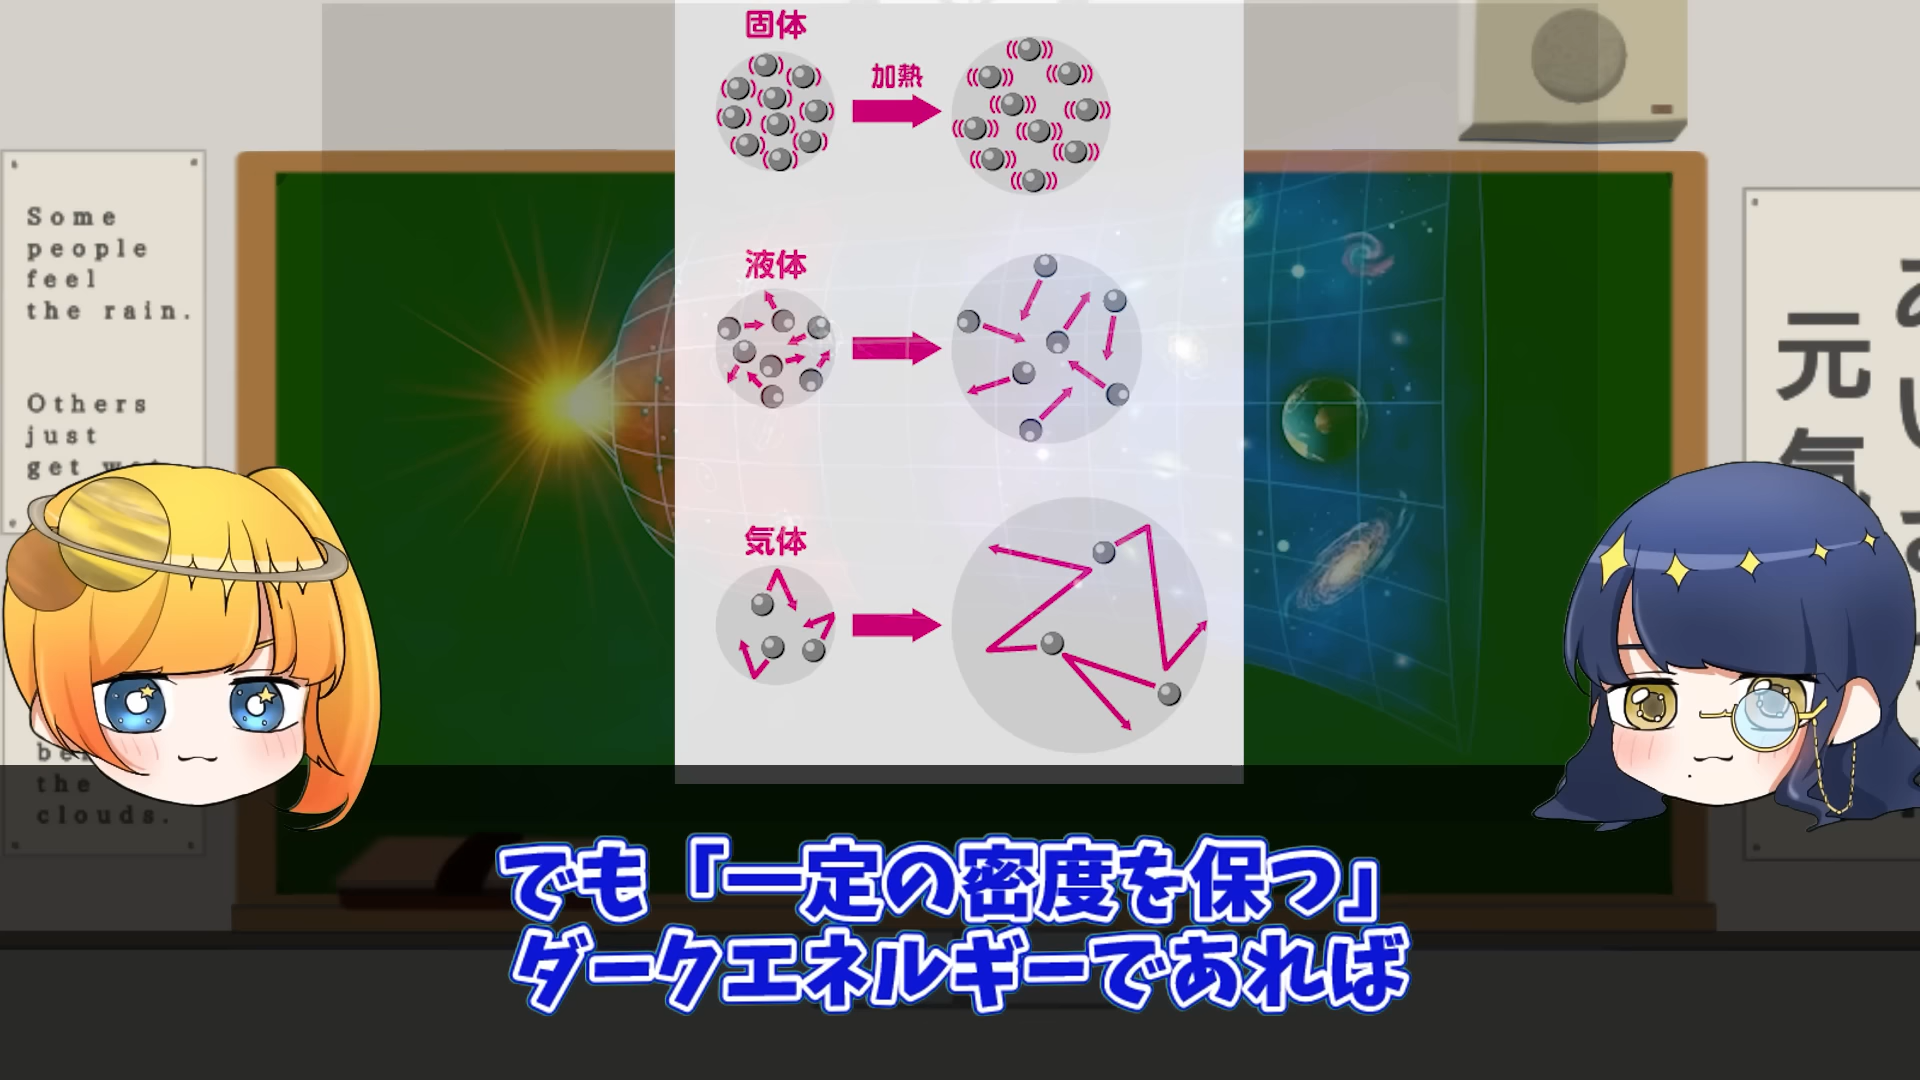 固体
加熱
液体
気体
Some
people
feel
the rain.
Others
just
get
the
clouds.
元気
でも「一定の密度を保つ」
ダークエネルギーであれば